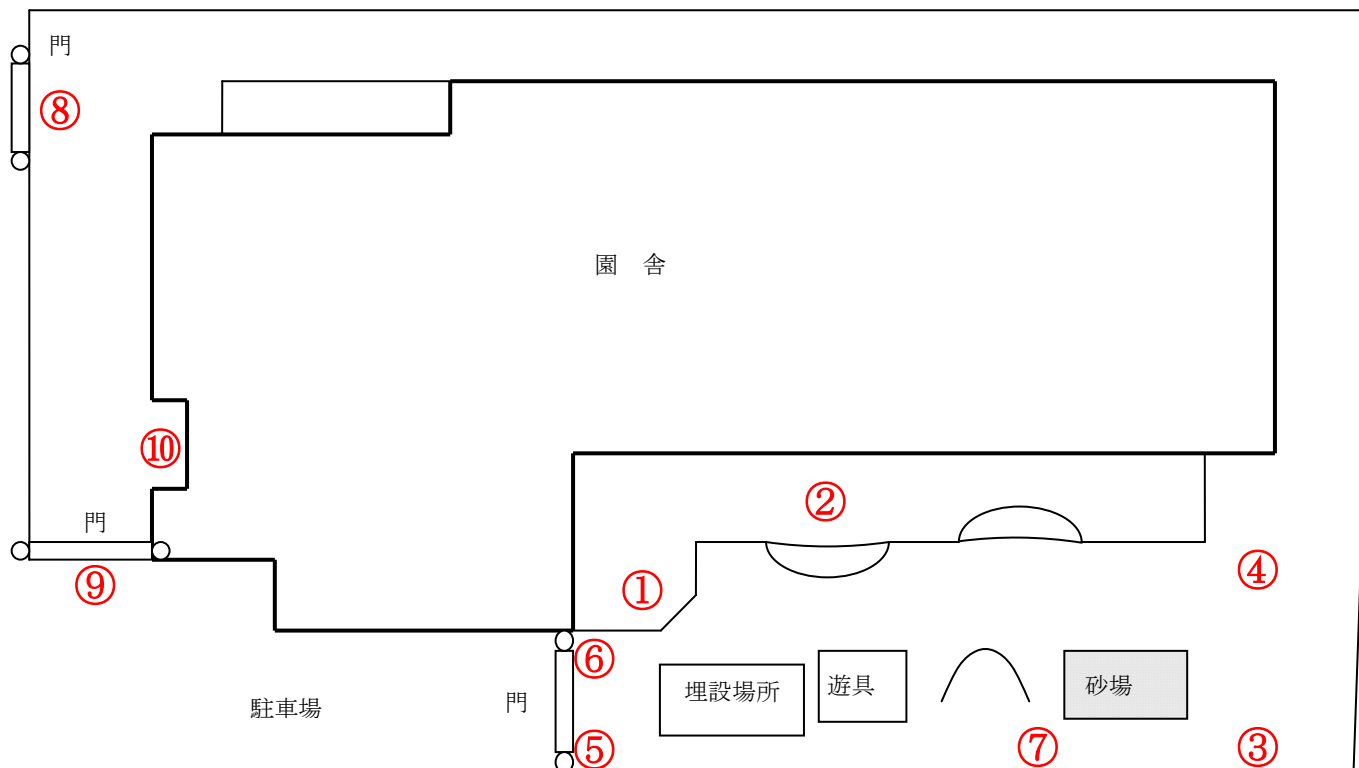 門
⑧
園 舎
⑩
②
門
④
⑨
①
⑥
埋設場所
遊具
砂場
駐車場
門
⑤
⑦
③